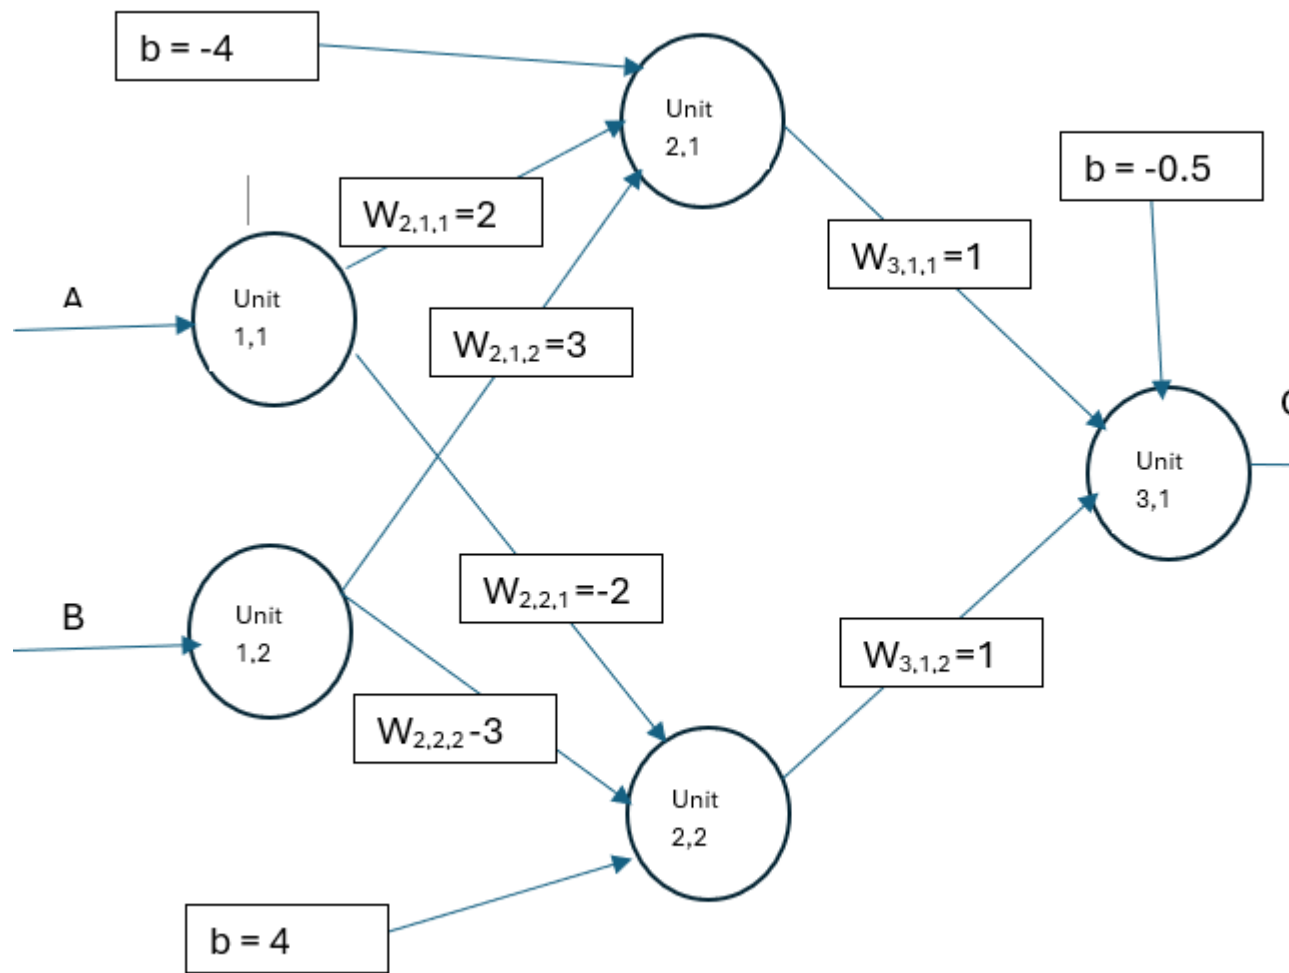 b = -4
Unit
2,1
b = -0.5
W2,1,1=2
W3,1,1=1
A
Unit
1,1
W2,1,2=3
Unit
3,1
B
Unit
1,2
W2,2,1=-2
W3,1,2=1
W2,2,2-3
Unit
2,2
b = 4